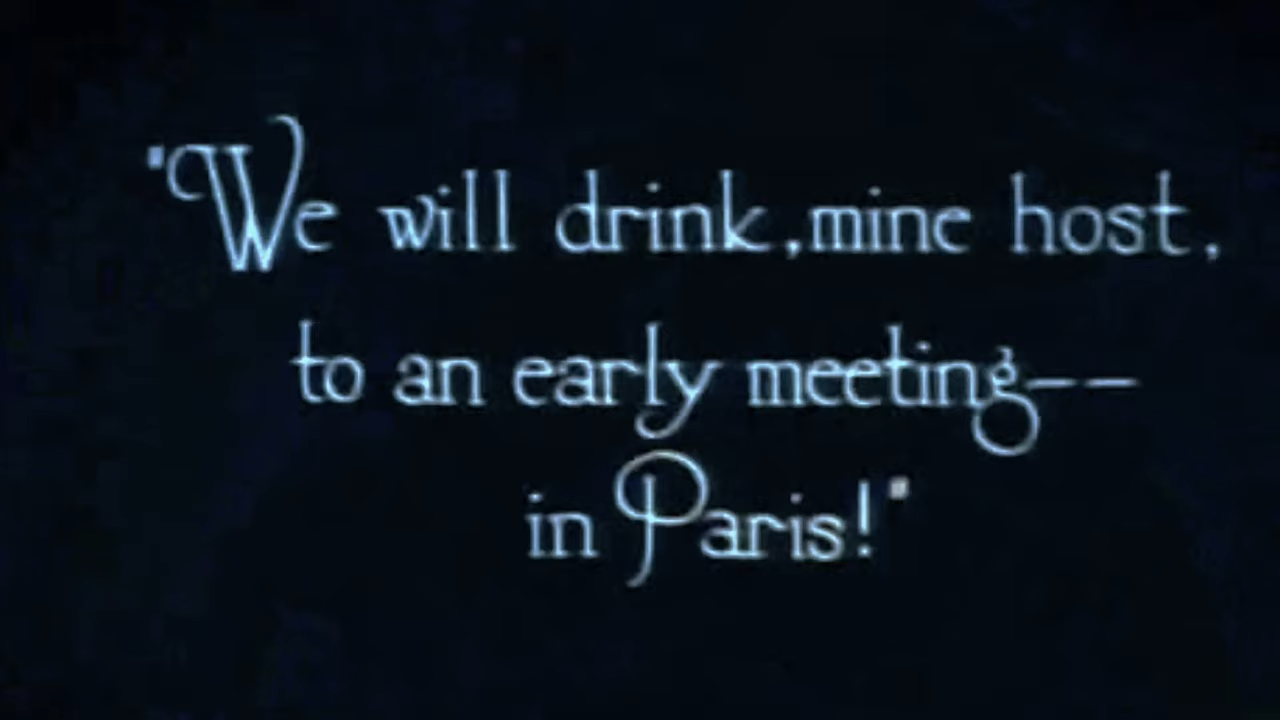 "We will drink, mine host,
to an early meeting--
in Paris!"